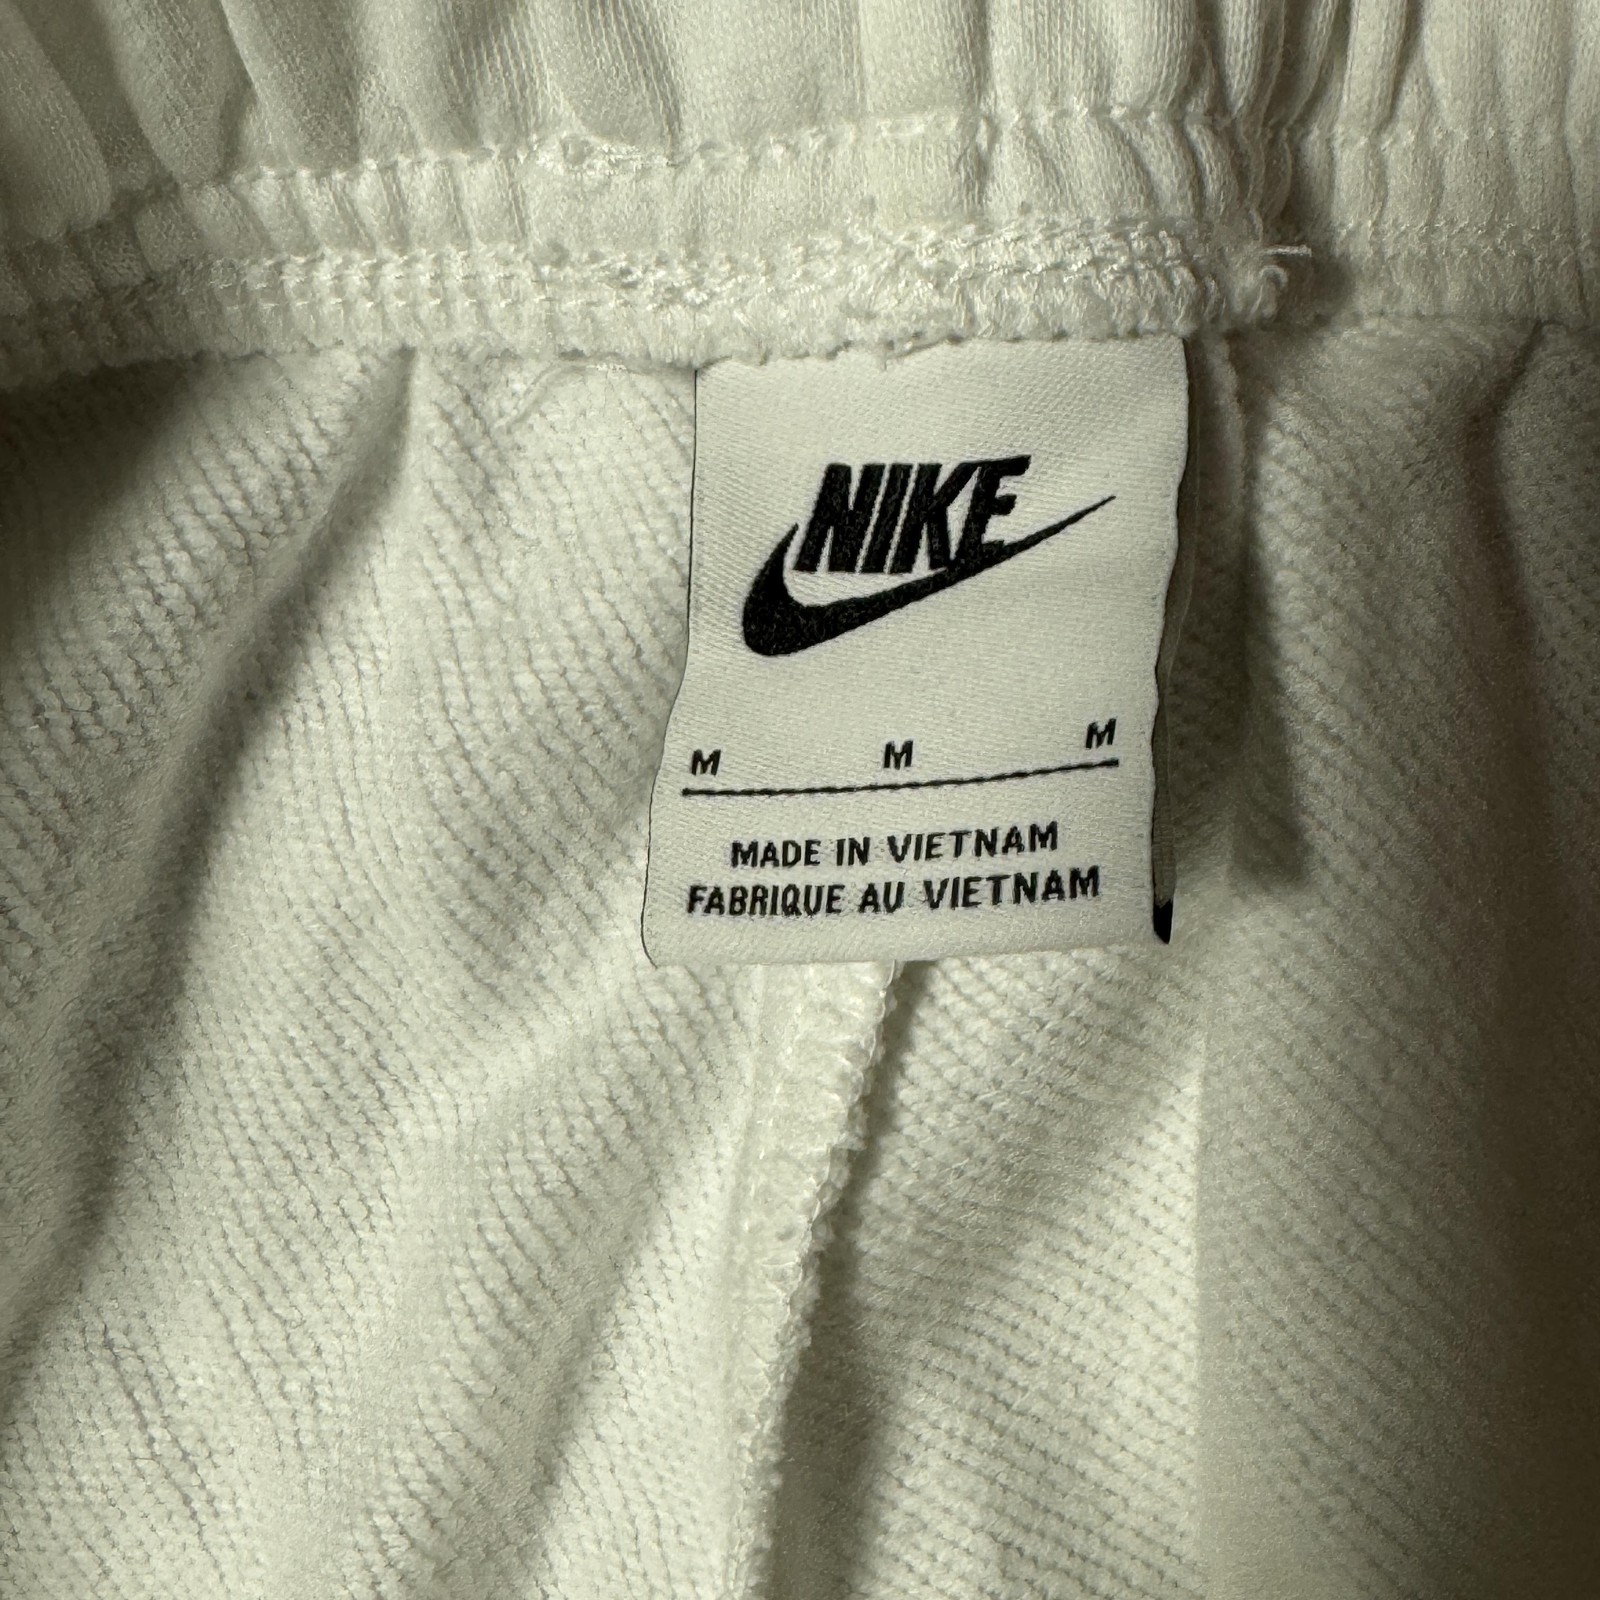 NIKE
M M M
MADE IN VIETNAM
FABRIQUE AU VIETNAM